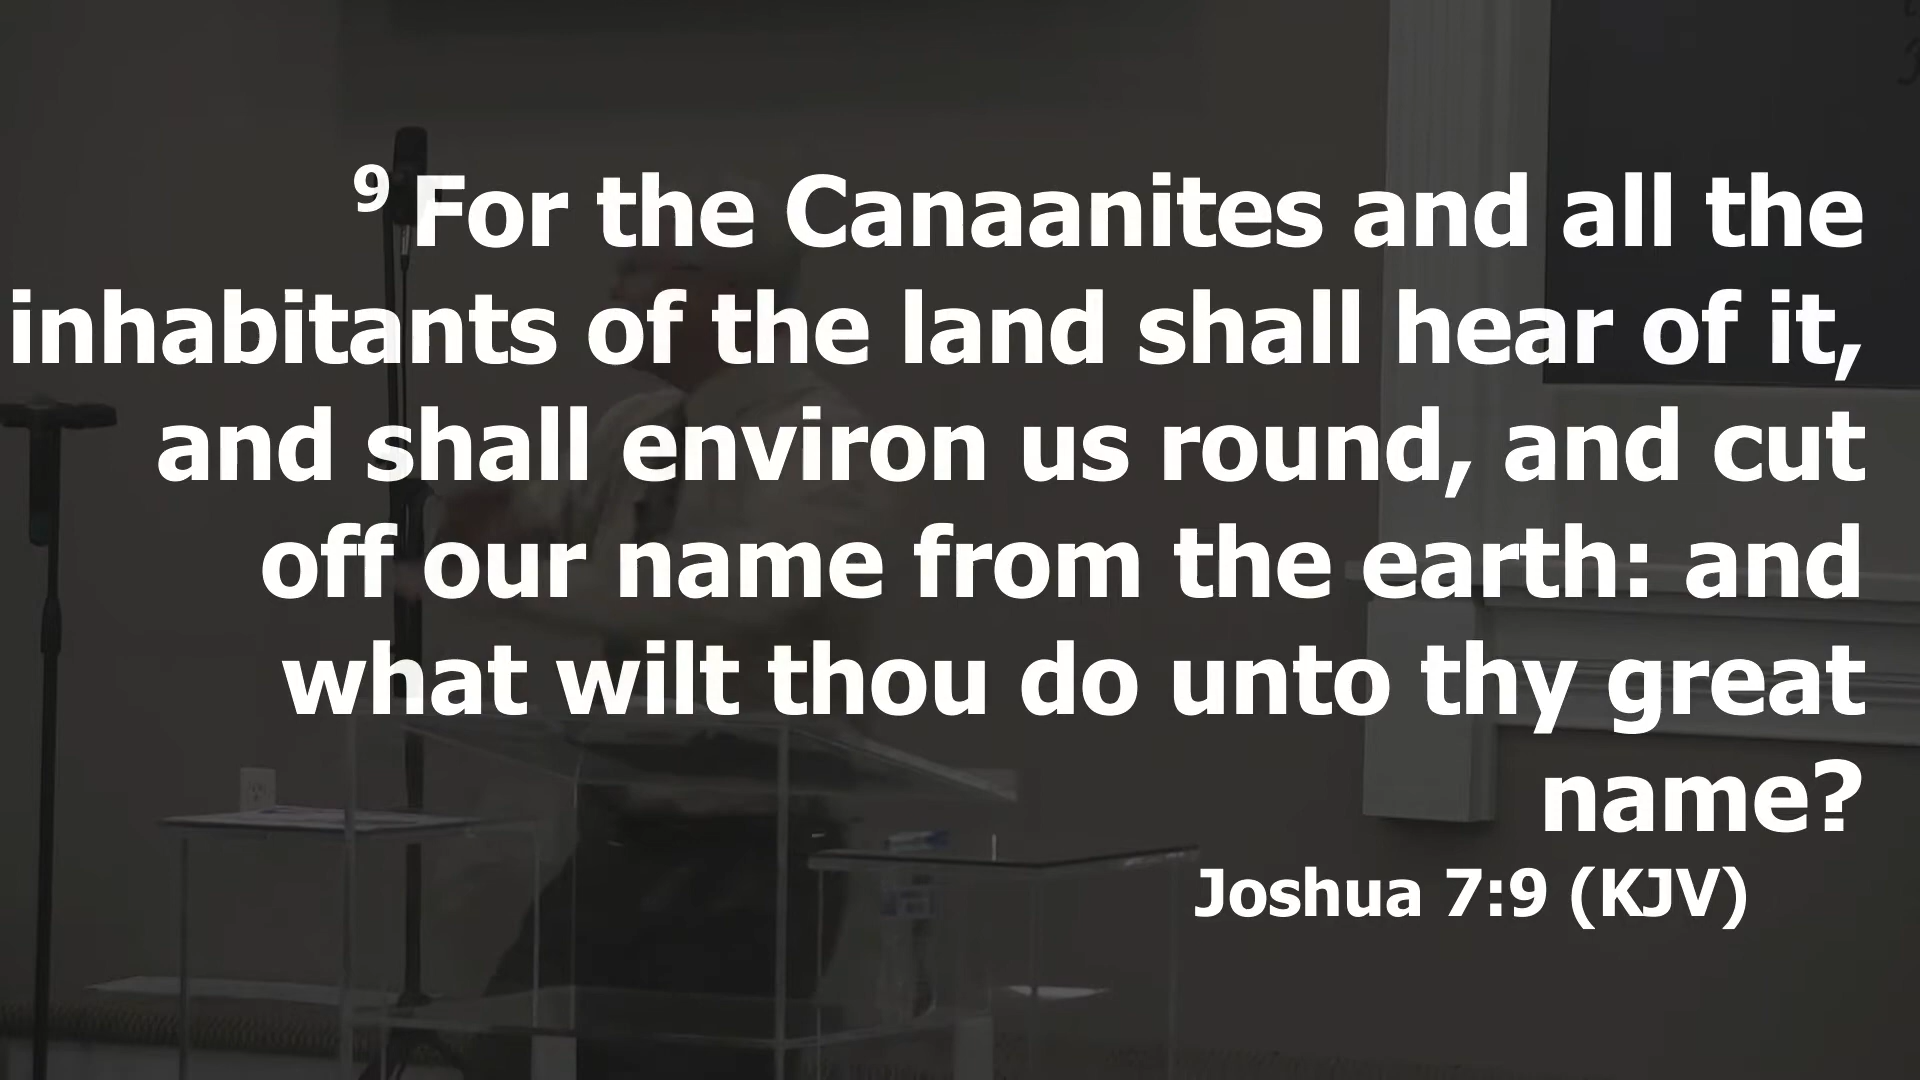 9 For the Canaanites and all the
inhabitants of the land shall hear of it,
and shall environ us round, and cut
off our name from the earth: and
what wilt thou do unto thy great
name?
Joshua 7:9 (KJV)